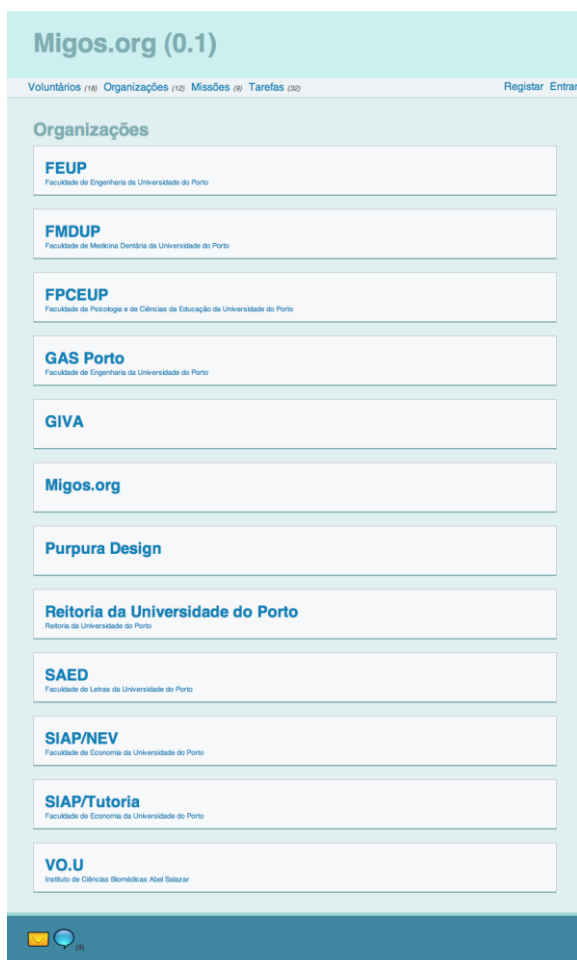 Migos.org (0.1)
Voluntários (18) Organizações (12) Missões (9) Tarefas (32) Registar Entrar
Organizações
FEUP
Faculdade de Engenharia da Universidade do Porto
FMDUP
Faculdade de Medicina Dentária da Universidade do Porto
FPCEUP
Faculdade de Psicologia e de Ciências da Educação da Universidade do Porto
GAS Porto
Faculdade de Engenharia da Universidade do Porto
GIVA
Migos.org
Purpura Design
Reitoria da Universidade do Porto
Reitoria da Universidade do Porto
SAED
Faculdade de Letras da Universidade do Porto
SIAP/NEV
Faculdade de Economia da Universidade do Porto
SIAP/Tutoria
Faculdade de Economia da Universidade do Porto
VO.U
Instituto de Ciências Biomédicas Abel Salazar